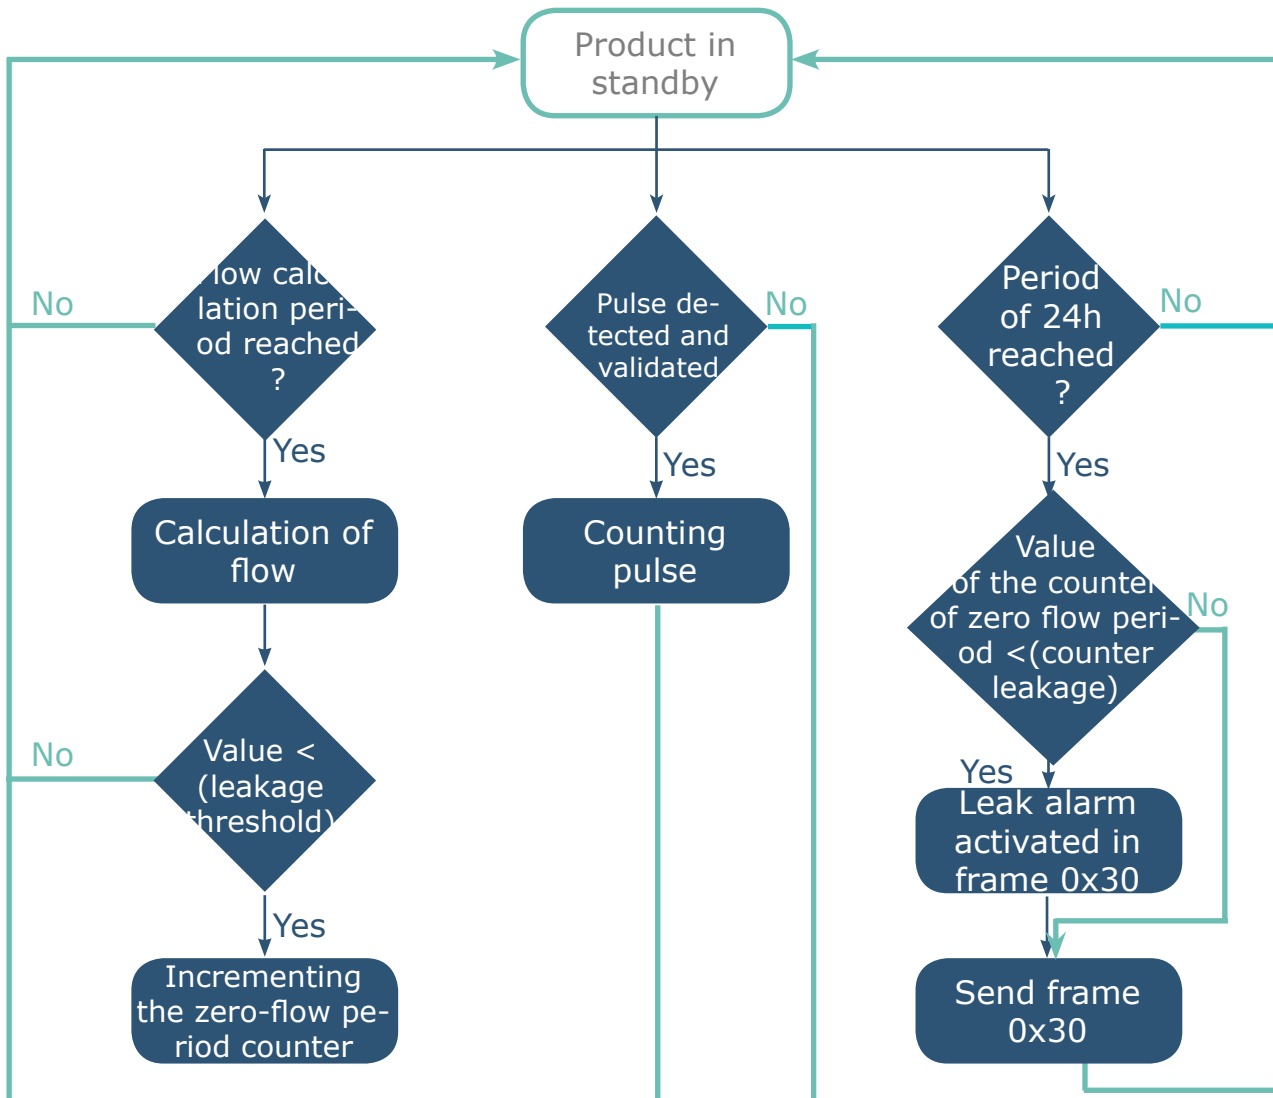 Product in
standby
No
low calcu-
lation peri-
od reached
?
Yes
Calculation of
flow
No
Value <
(leakage
threshold)
Yes
Incrementing
the zero-flow pe-
riod counter
Pulse de-
tected and
validated
No
Yes
Counting
pulse
Period
of 24h
reached
?
No
Yes
Value
of the counter
of zero flow peri-
od <(counter
leakage)
No
Yes
Leak alarm
activated in
frame 0x30
Send frame
0x30